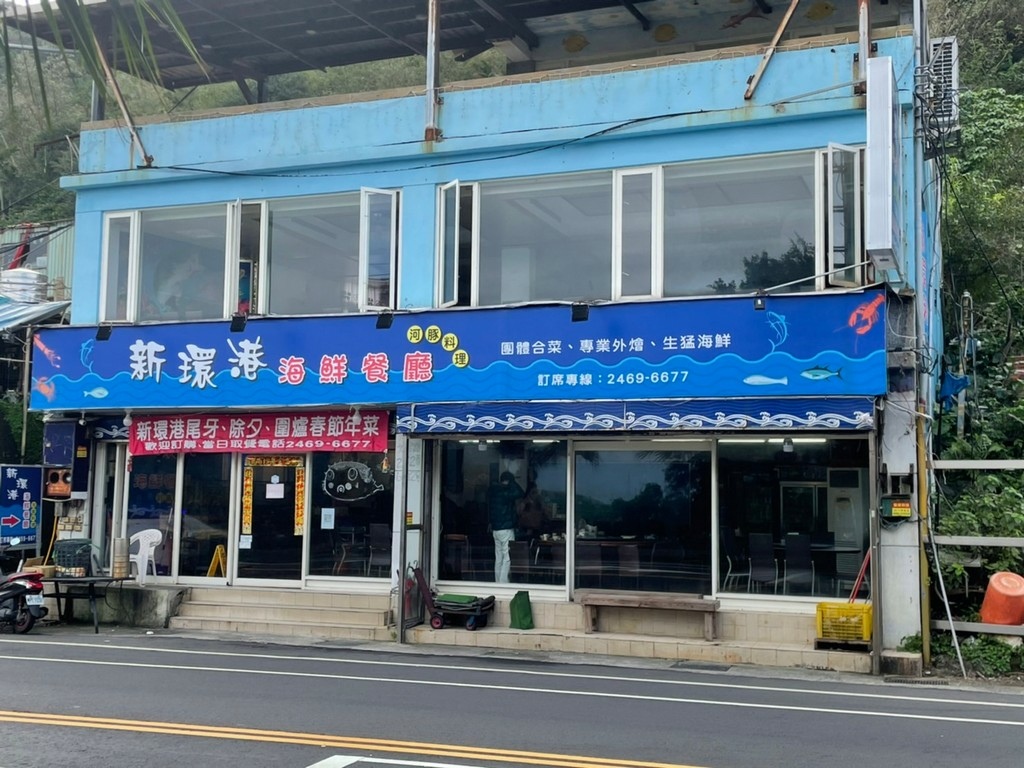 新環港 海鮮餐廳
河豚料理
團體合菜、專業外燴、生猛海鮮
訂席專線：2469-6677
新環港尾牙、除夕、圍爐春節年菜
歡迎訂購、當日取餐電話2469-6677
新環港